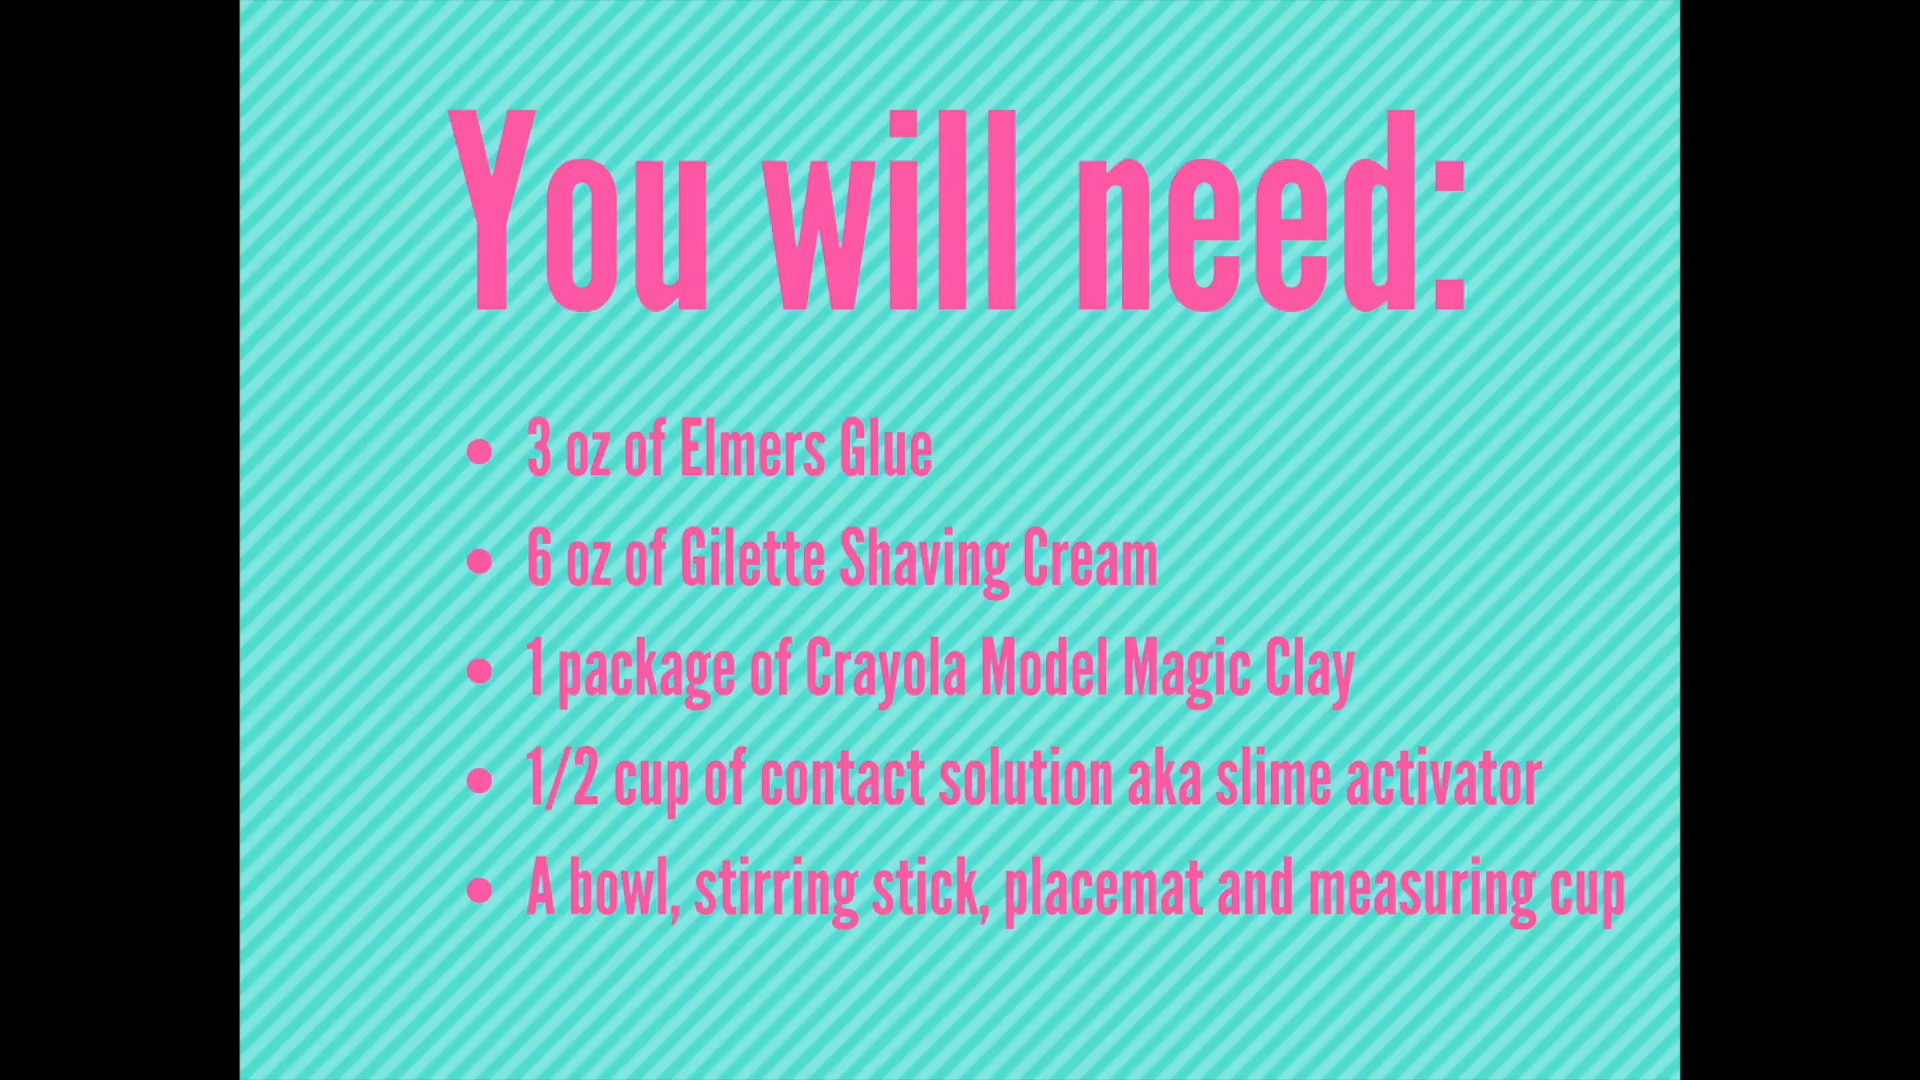 You will need:
3 oz of Elmers Glue
6 oz of Gilette Shaving Cream
1 package of Crayola Model Magic Clay
1/2 cup of contact solution aka slime activator
A bowl, stirring stick, placemat and measuring cup